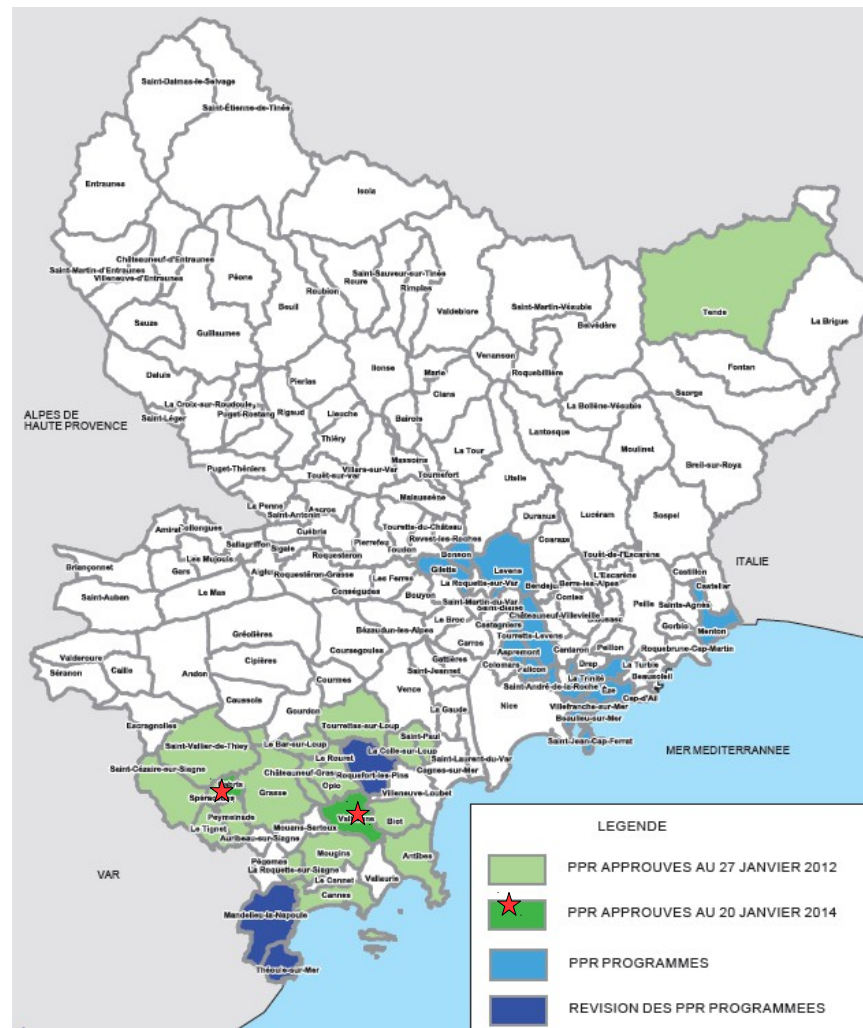 Saint-Dalmas-le-Selvage
Saint-Étienne-de-Tinée
Entraunes
Isola
Châteauneuf-d'Entraunes
Saint-Martin-d'Entraunes
Villeneuve-d'Entraunes
Péone
Saint-Sauveur-sur-Tinée
Roure
Rimplas
Roubion
Beuil
Valdeblore
Saint-Martin-Vésubie
Belvédère
Tende
La Brigue
Sauze
Guillaumes
Daluis
Pierlas
Ilonse
Marie
Clans
Venanson
Roquebillière
Fontan
Saorge
La Croix-sur-Roudoule
Puget-Rostang
Rigaud
Lieuche
Bairols
La Bollène-Vésubie
ALPES DE
HAUTE PROVENCE
Saint-Léger
Thiéry
La Tour
Lantosque
Moulinet
Breil-sur-Roya
Puget-Théniers
Villars-sur-Var
Massoins
Touët-sur-Var
Tournefort
Malaussène
Utelle
La Penne
Ascros
Saint-Antonin
Duranus
Lucéram
Sospel
Amirat
Collongues
Cuébris
Tourette-du-Château
Revest-les-Roches
Coaraze
Briançonnet
Sallagriffon
Sigale
Pierrefeu
Toudon
Bonson
Touët-de-l'Escarène
ITALIE
Les Mujouls
Gars
Roquesteron
Gilette
Levens
L'Escarène
Castillon
Aiglun
Roquestéron-Grasse
Les Ferres
La Roquette-sur-Var
Bendejun
Berre-les-Alpes
Castellar
Saint-Auban
Le Mas
Conségudes
Bouyon
Saint-Martin-du-Var
Contes
Peille
Sainte-Agnès
Saint-Blaise
Châteauneuf-Villevieille
Le Broc
Castagniers
Gorbio
Menton
Gréolières
Bézaudun-les-Alpes
Tourrette-Levens
Carros
Aspremont
Cantaron
Peillon
Roquebrune-Cap-Martin
Valderoure
Cipières
Coursegoules
Gattières
Colomars
Falicon
Drap
La Turbie
Séranon
Caille
Andon
Saint-Jeannet
La Trinité
Beausoleil
Saint-André-de-la-Roche
Eze
Cap-d'Ail
Caussols
Courmes
Vence
La Gaude
Nice
Villefranche-sur-Mer
Beaulieu-sur-Mer
Escragnolles
Gourdon
Tourrettes-sur-Loup
Saint-Jean-Cap-Ferrat
Saint-Vallier-de-Thiey
Le Bar-sur-Loup
Saint-Paul
La Colle-sur-Loup
MER MEDITERRANNEE
Le Rouret
Saint-Laurent-du-Var
Saint-Cézaire-sur-Siagne
Roquefort-les-Pins
Cagnes-sur-Mer
Opio
Grasse
Villeneuve-Loubet
Peymeinade
Biot
Le Tignet
Mouans-Sartoux
Auribeau-sur-Siagne
Mougins
Antibes
Pégomas
La Roquette-sur-Siagne
Le Cannet
Vallauris
VAR
Cannes
Mandelieu-la-Napoule
Théoule-sur-Mer
LEGENDE
PPR APPROUVES AU 27 JANVIER 2012
PPR APPROUVES AU 20 JANVIER 2014
PPR PROGRAMMES
REVISION DES PPR PROGRAMMEES